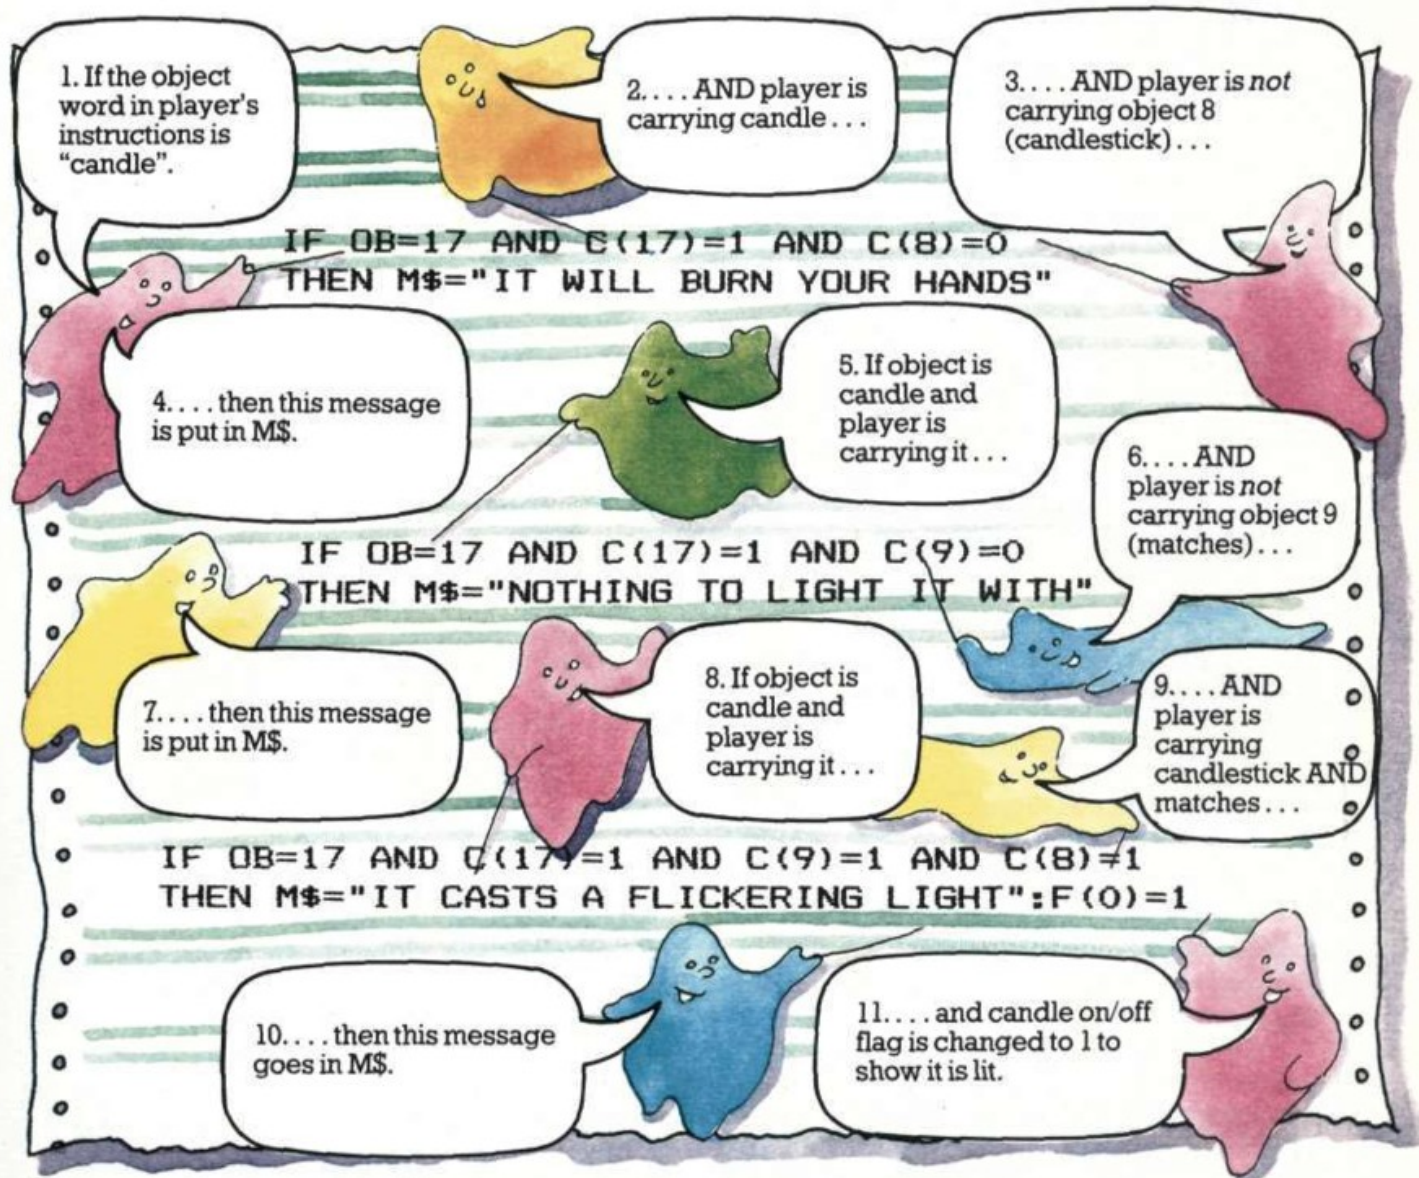 1. If the object
word in player's
instructions is
"candle".
2. . . . AND player is
carrying candle . . .
3. . . . AND player is not
carrying object 8
(candlestick) . . .
IF OB=17 AND C(17)=1 AND C(8)=0
THEN M$="IT WILL BURN YOUR HANDS"
4. . . . then this message
is put in M$.
5. If object is
candle and
player is
carrying it . . .
6. . . . AND
player is not
carrying object 9
(matches) . . .
IF OB=17 AND C(17)=1 AND C(9)=0
THEN M$="NOTHING TO LIGHT IT WITH"
7. . . . then this message
is put in M$.
8. If object is
candle and
player is
carrying it . . .
9. . . . AND
player is
carrying
candlestick AND
matches . . .
IF OB=17 AND C(17)=1 AND C(9)=1 AND C(8)=1
THEN M$="IT CASTS A FLICKERING LIGHT":F(0)=1
10. . . . then this message
goes in M$.
11. . . . and candle on/off
flag is changed to 1 to
show it is lit.